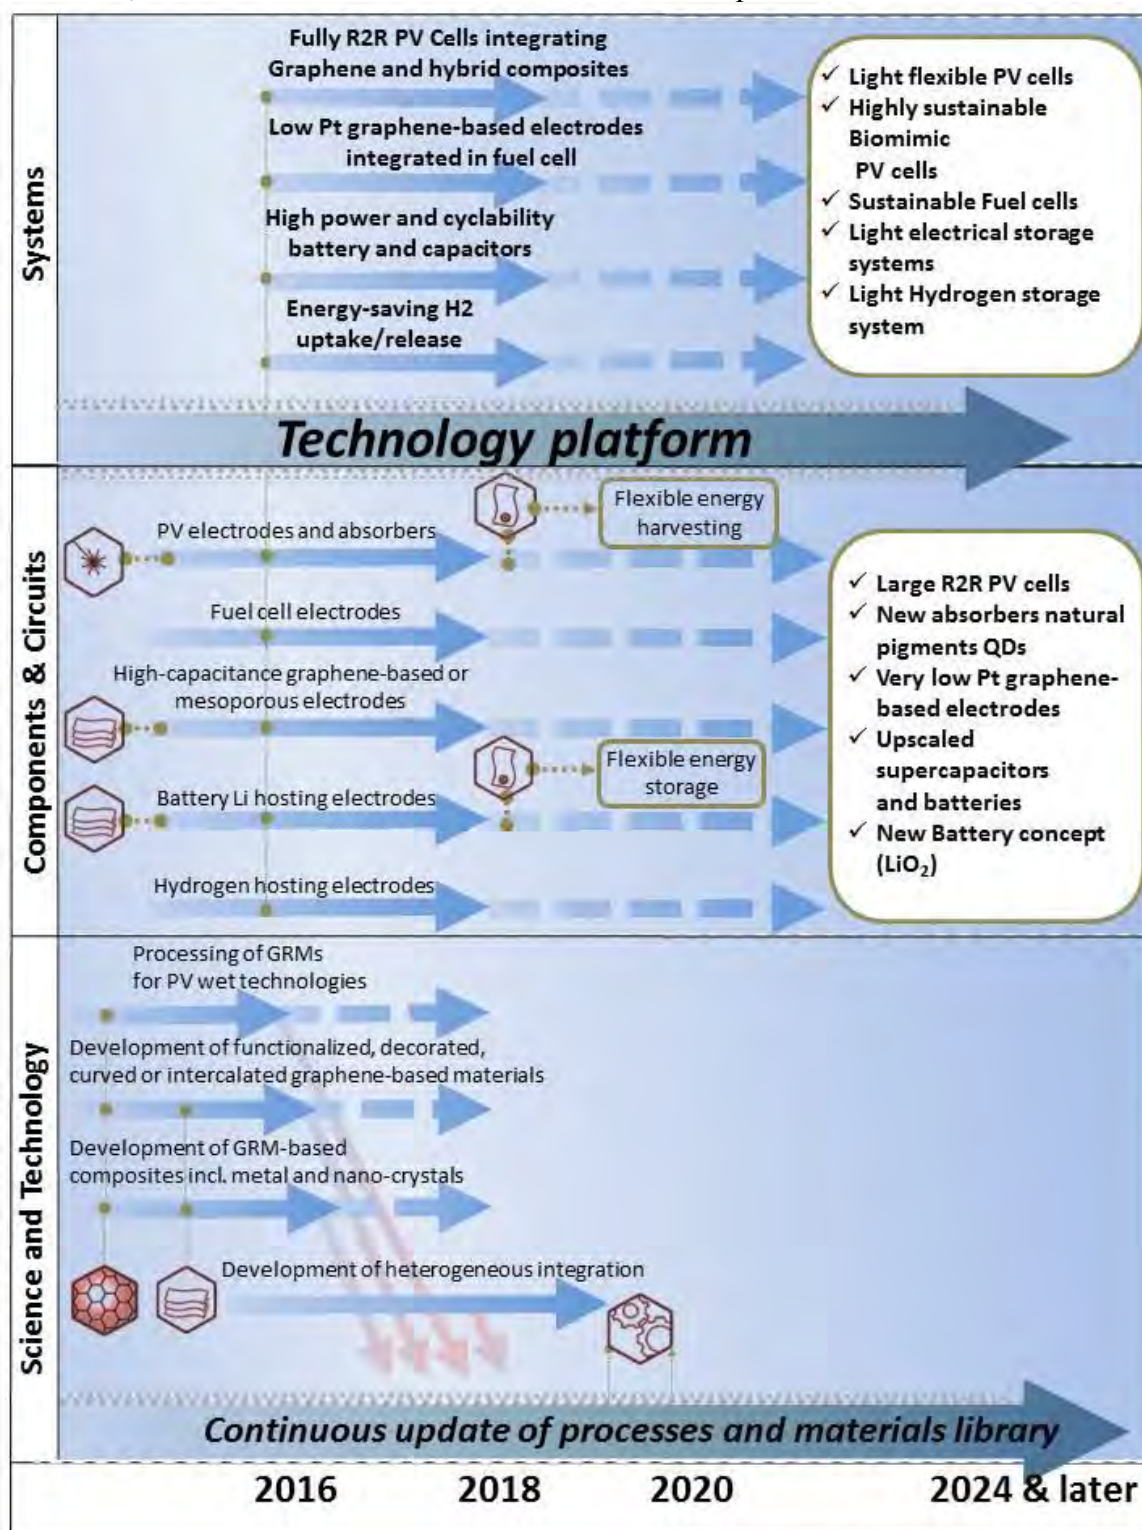 Systems
Fully R2R PV Cells integrating
Graphene and hybrid composites
Low Pt graphene-based electrodes
integrated in fuel cell
High power and cyclability
battery and capacitors
Energy-saving H2
uptake/release
✓ Light flexible PV cells
✓ Highly sustainable
Biomimic
PV cells
✓ Sustainable Fuel cells
✓ Light electrical storage
systems
✓ Light Hydrogen storage
system
Technology platform
Components & Circuits
PV electrodes and absorbers
Flexible energy
harvesting
Fuel cell electrodes
High-capacitance graphene-based or
mesoporous electrodes
Flexible energy
storage
Battery Li hosting electrodes
Hydrogen hosting electrodes
✓ Large R2R PV cells
✓ New absorbers natural
pigments QDs
✓ Very low Pt graphene-
based electrodes
✓ Upscaled
supercapacitors
and batteries
✓ New Battery concept
(LiO₂)
Science and Technology
Processing of GRMs
for PV wet technologies
Development of functionalized, decorated,
curved or intercalated graphene-based materials
Development of GRM-based
composites incl. metal and nano-crystals
Development of heterogeneous integration
Continuous update of processes and materials library
2016 2018 2020 2024 & later